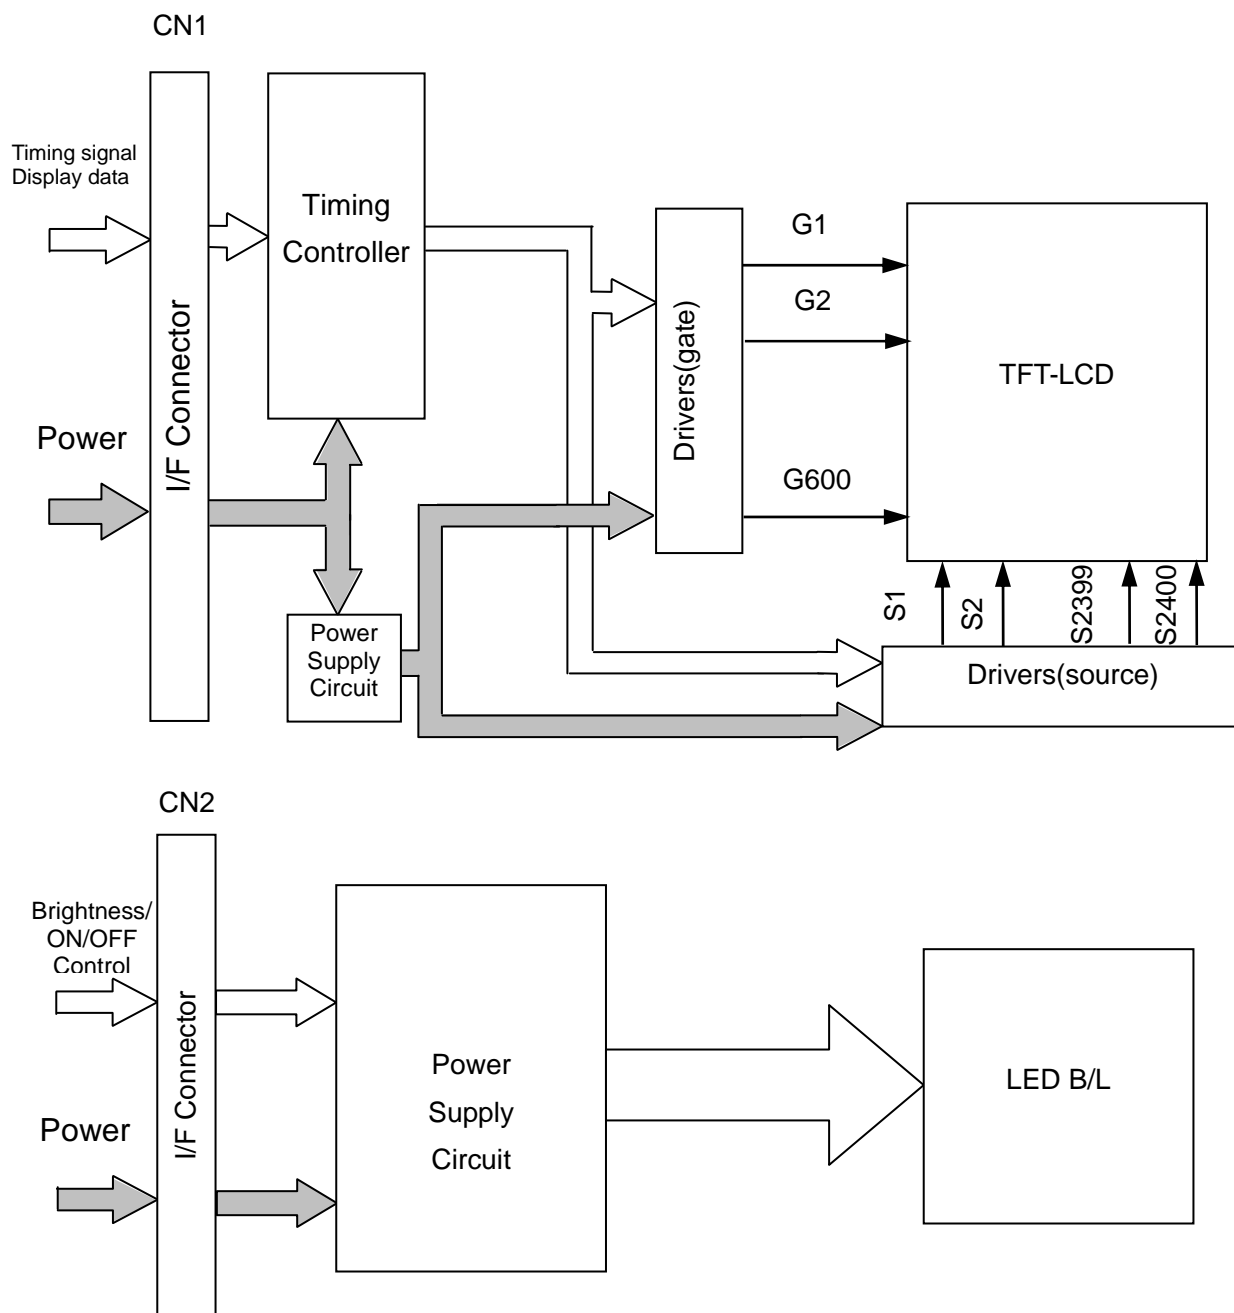 CN1
Timing signal
Display data
Timing
Controller
I/F Connector
Power
Drivers(gate)
G1
G2
G600
TFT-LCD
S1
S2
S2399
S2400
Power
Supply
Circuit
Drivers(source)
CN2
Brightness/
ON/OFF
Control
I/F Connector
Power
Power
Supply
Circuit
LED B/L